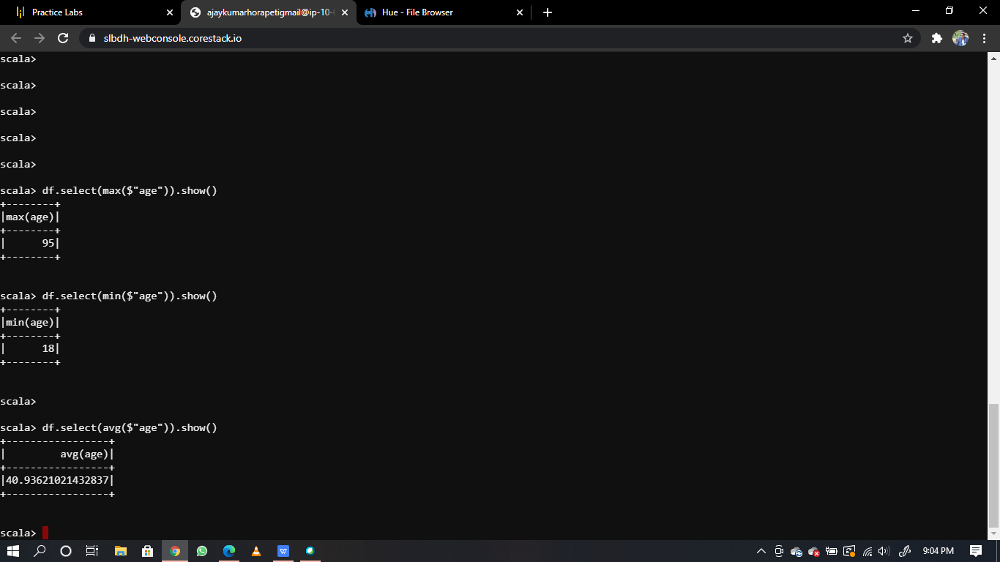 Practice Labs
ajaykumarhorapetigmail@ip-10-
Hue - File Browser
slbdh-webconsole.corestack.io
scala>
scala>
scala>
scala>
scala>
scala> df.select(max($"age")).show()
+--------+
|max(age)|
+--------+
|      95|
+--------+
scala> df.select(min($"age")).show()
+--------+
|min(age)|
+--------+
|      18|
+--------+
scala>
scala> df.select(avg($"age")).show()
+-----------------+
|         avg(age)|
+-----------------+
|40.93621021432837|
+-----------------+
scala>
9:04 PM